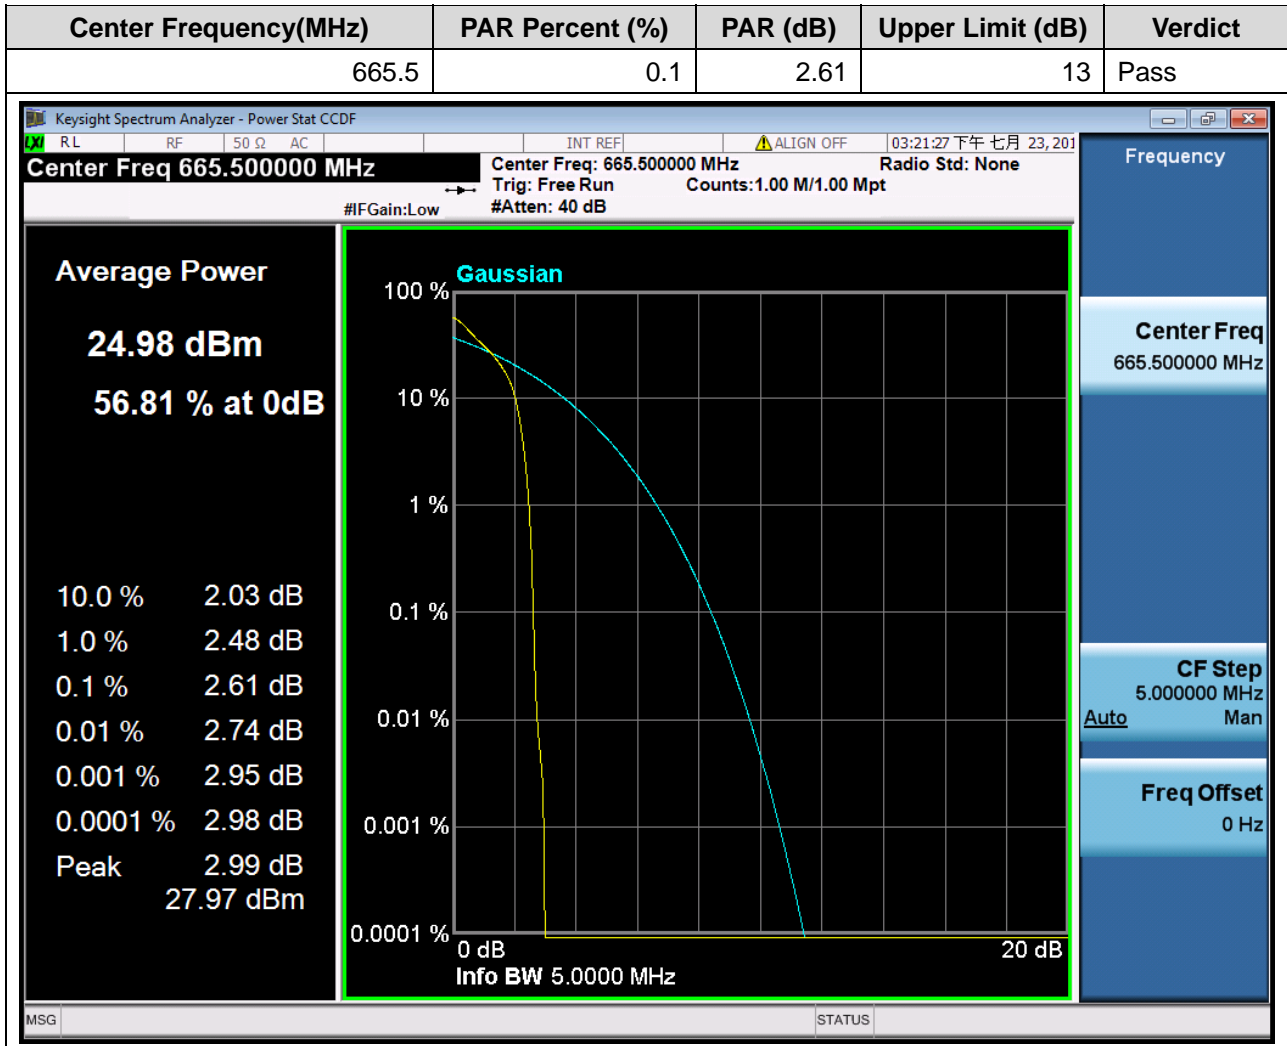 Center Frequency(MHz) PAR Percent (%) PAR (dB) Upper Limit (dB) Verdict
665.5 0.1 2.61 13 Pass
Keysight Spectrum Analyzer - Power Stat CCDF
LXI RL RF 50 Ω AC INT REF ALIGN OFF 03:21:27 下午 七月 23, 201
Center Freq 665.500000 MHz
Center Freq: 665.500000 MHz Radio Std: None
Trig: Free Run Counts:1.00 M/1.00 Mpt
#IFGain:Low #Atten: 40 dB
Average Power
24.98 dBm
56.81 % at 0dB
10.0 % 2.03 dB
1.0 % 2.48 dB
0.1 % 2.61 dB
0.01 % 2.74 dB
0.001 % 2.95 dB
0.0001 % 2.98 dB
Peak 2.99 dB
27.97 dBm
Gaussian
100 %
10 %
1 %
0.1 %
0.01 %
0.001 %
0.0001 %
0 dB 20 dB
Info BW 5.0000 MHz
Frequency
Center Freq
665.500000 MHz
CF Step
5.000000 MHz
Auto Man
Freq Offset
0 Hz
MSG STATUS